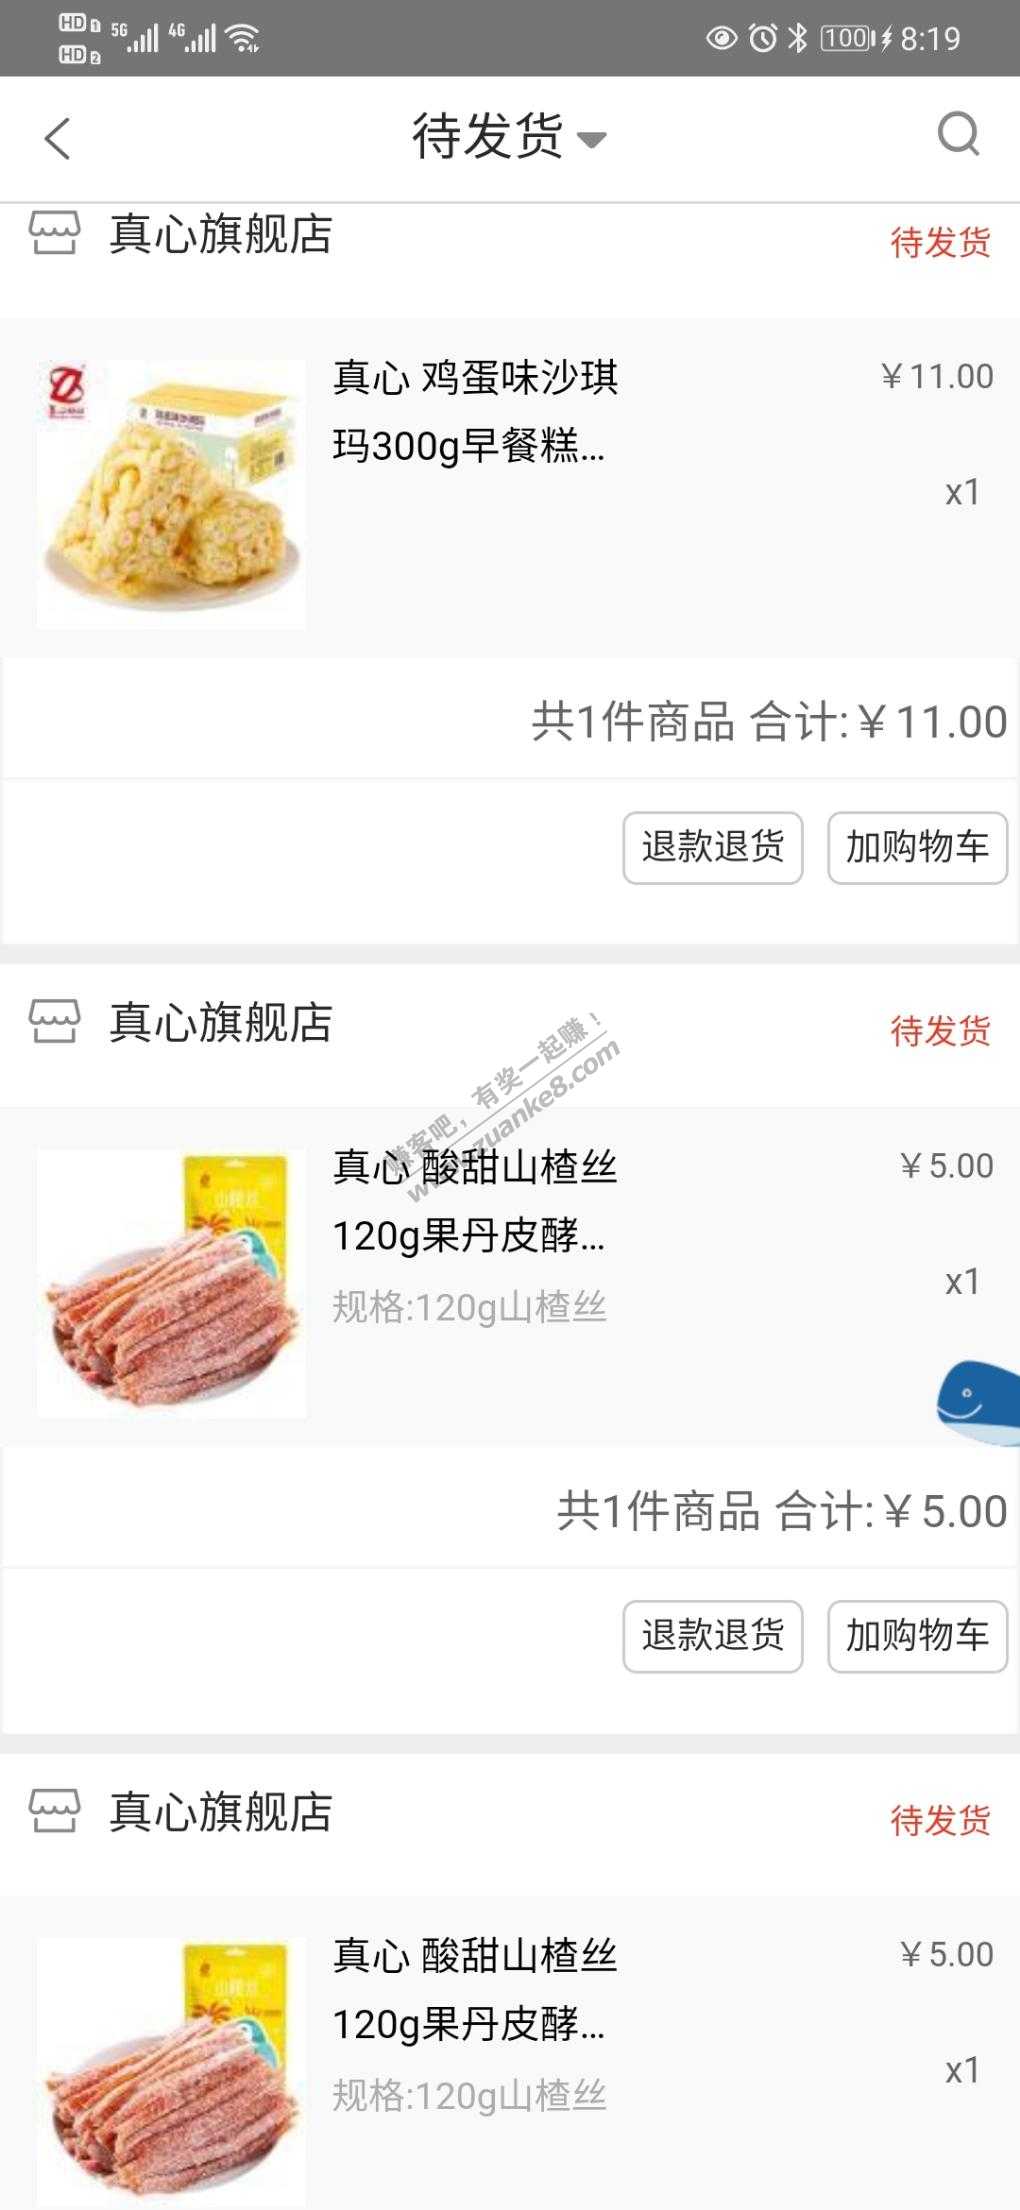 HD 1 5G 4G 100 8:19
HD 2
待发货
真心旗舰店
待发货
真心 鸡蛋味沙琪
玛300g早餐糕...
¥11.00
x1
共1件商品 合计:¥11.00
退款退货 加购物车
真心旗舰店
待发货
赚客吧，有奖一起赚！
www.zuanke8.com
真心 酸甜山楂丝
120g果丹皮酵...
规格:120g山楂丝
¥5.00
x1
共1件商品 合计:¥5.00
退款退货 加购物车
真心旗舰店
待发货
真心 酸甜山楂丝
120g果丹皮酵...
规格:120g山楂丝
¥5.00
x1